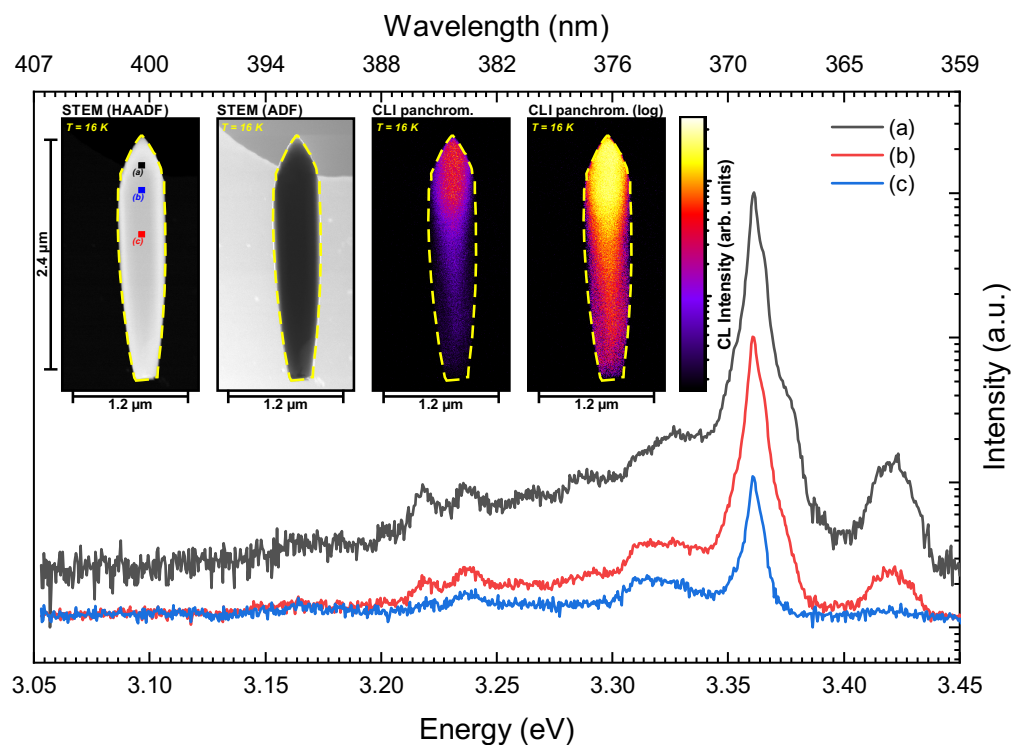 Wavelength (nm)
407 400 394 388 382 376 370 365 359
STEM (HAADF) STEM (ADF) CLI panchrom. CLI panchrom. (log)
T = 16 K T = 16 K T = 16 K T = 16 K
(a)
(b)
(c)
2.4 µm
1.2 µm 1.2 µm 1.2 µm 1.2 µm
CL Intensity (arb. units)
(a)
(b)
(c)
Intensity (a.u.)
3.05 3.10 3.15 3.20 3.25 3.30 3.35 3.40 3.45
Energy (eV)